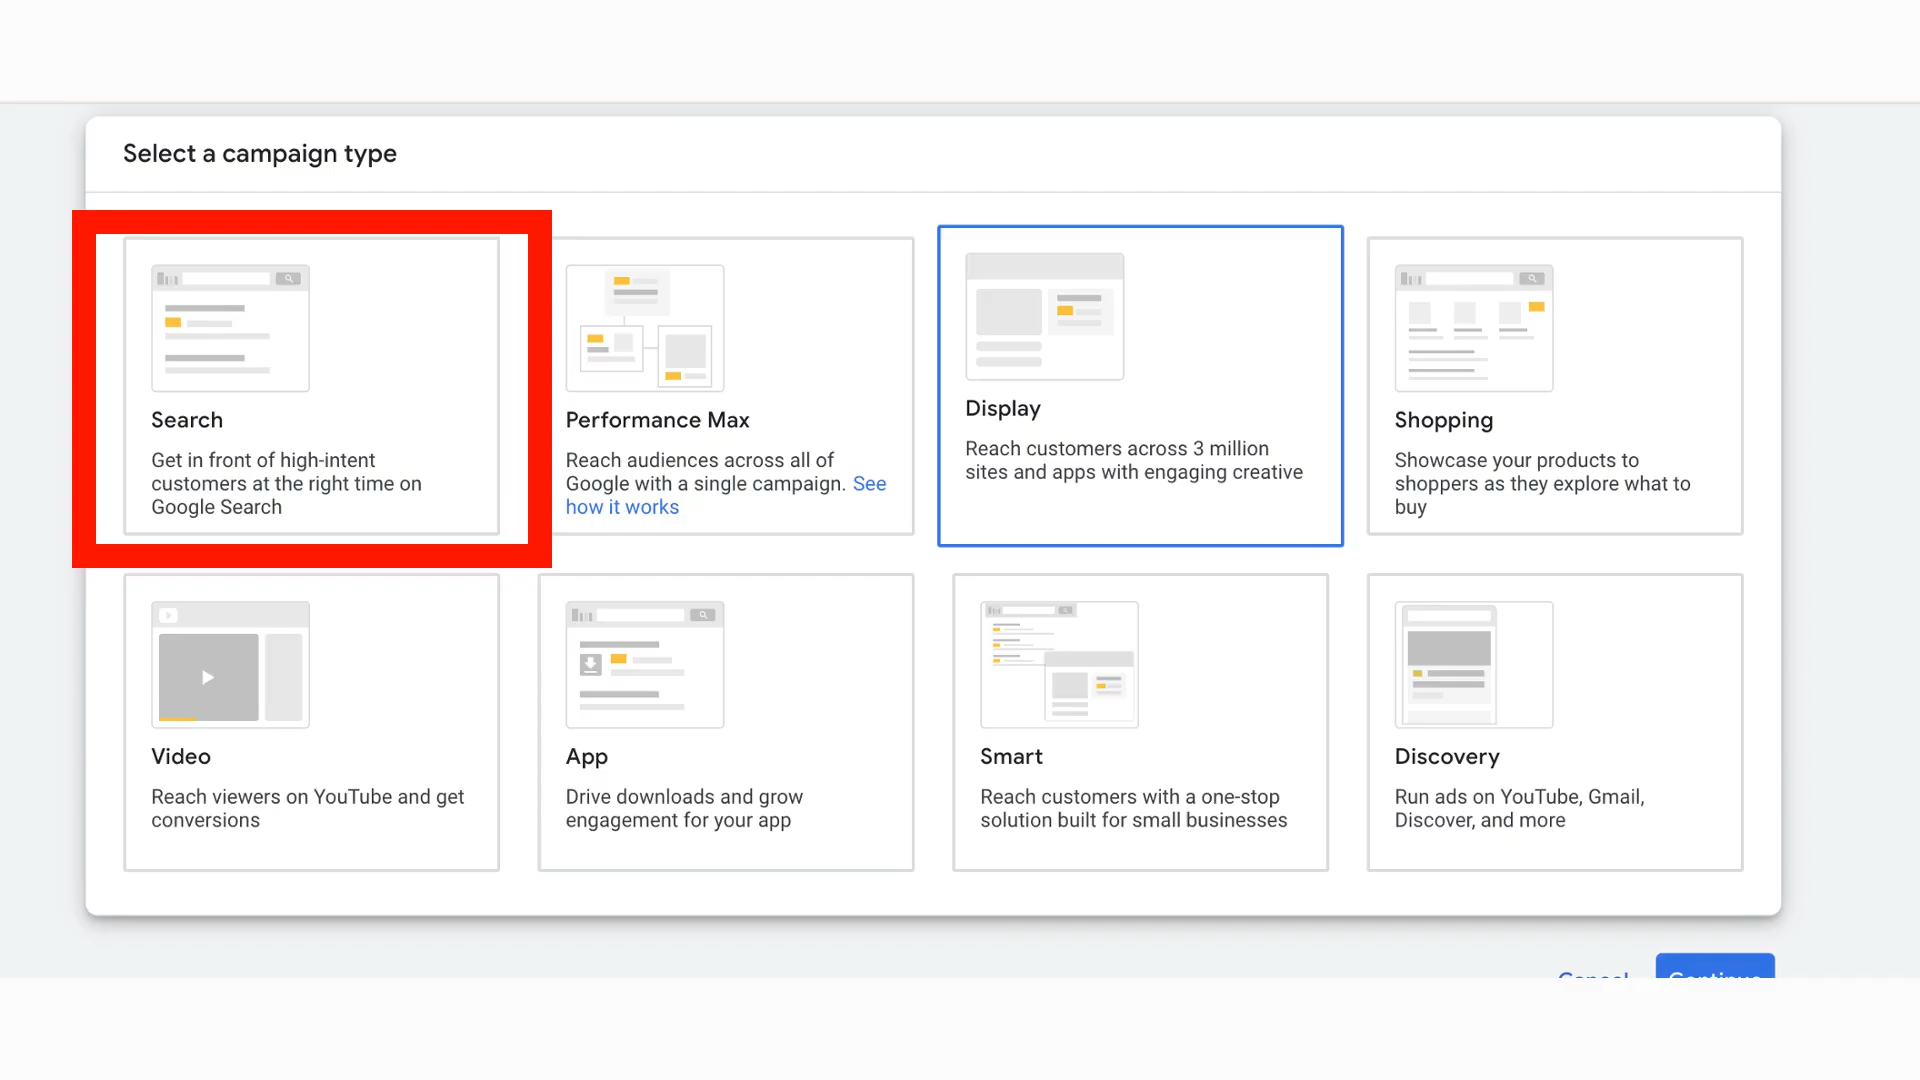 Select a campaign type
Search
Get in front of high-intent
customers at the right time on
Google Search
Performance Max
Reach audiences across all of
Google with a single campaign. See
how it works
Display
Reach customers across 3 million
sites and apps with engaging creative
Shopping
Showcase your products to
shoppers as they explore what to
buy
Video
Reach viewers on YouTube and get
conversions
App
Drive downloads and grow
engagement for your app
Smart
Reach customers with a one-stop
solution built for small businesses
Discovery
Run ads on YouTube, Gmail,
Discover, and more
Cancel
Continue